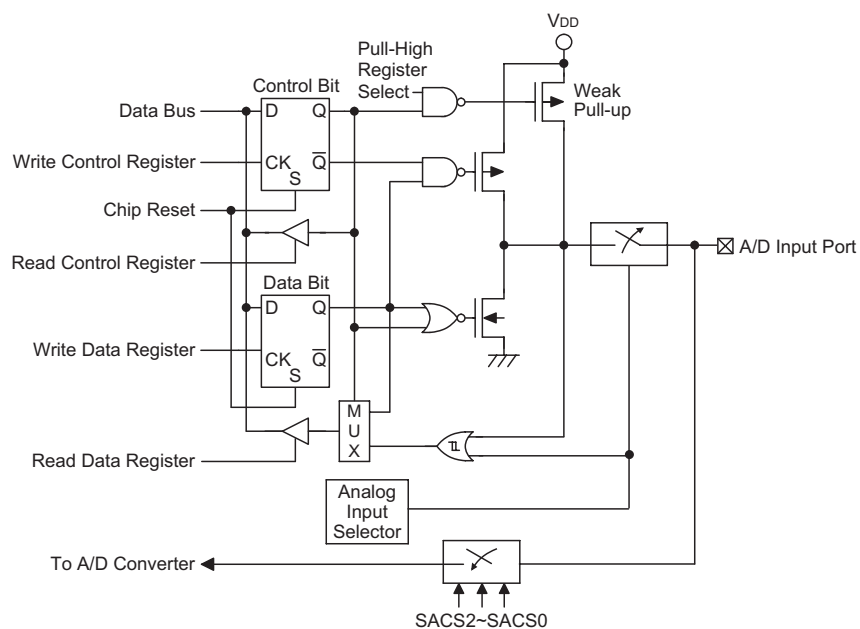 VDD
Pull-High
Register
Select
Control Bit
Weak
Pull-up
Data Bus
D
Q
Write Control Register
CK
Q
S
Chip Reset
Read Control Register
A/D Input Port
Data Bit
D
Q
Write Data Register
CK
Q
S
M
U
X
Read Data Register
Analog
Input
Selector
To A/D Converter
SACS2~SACS0